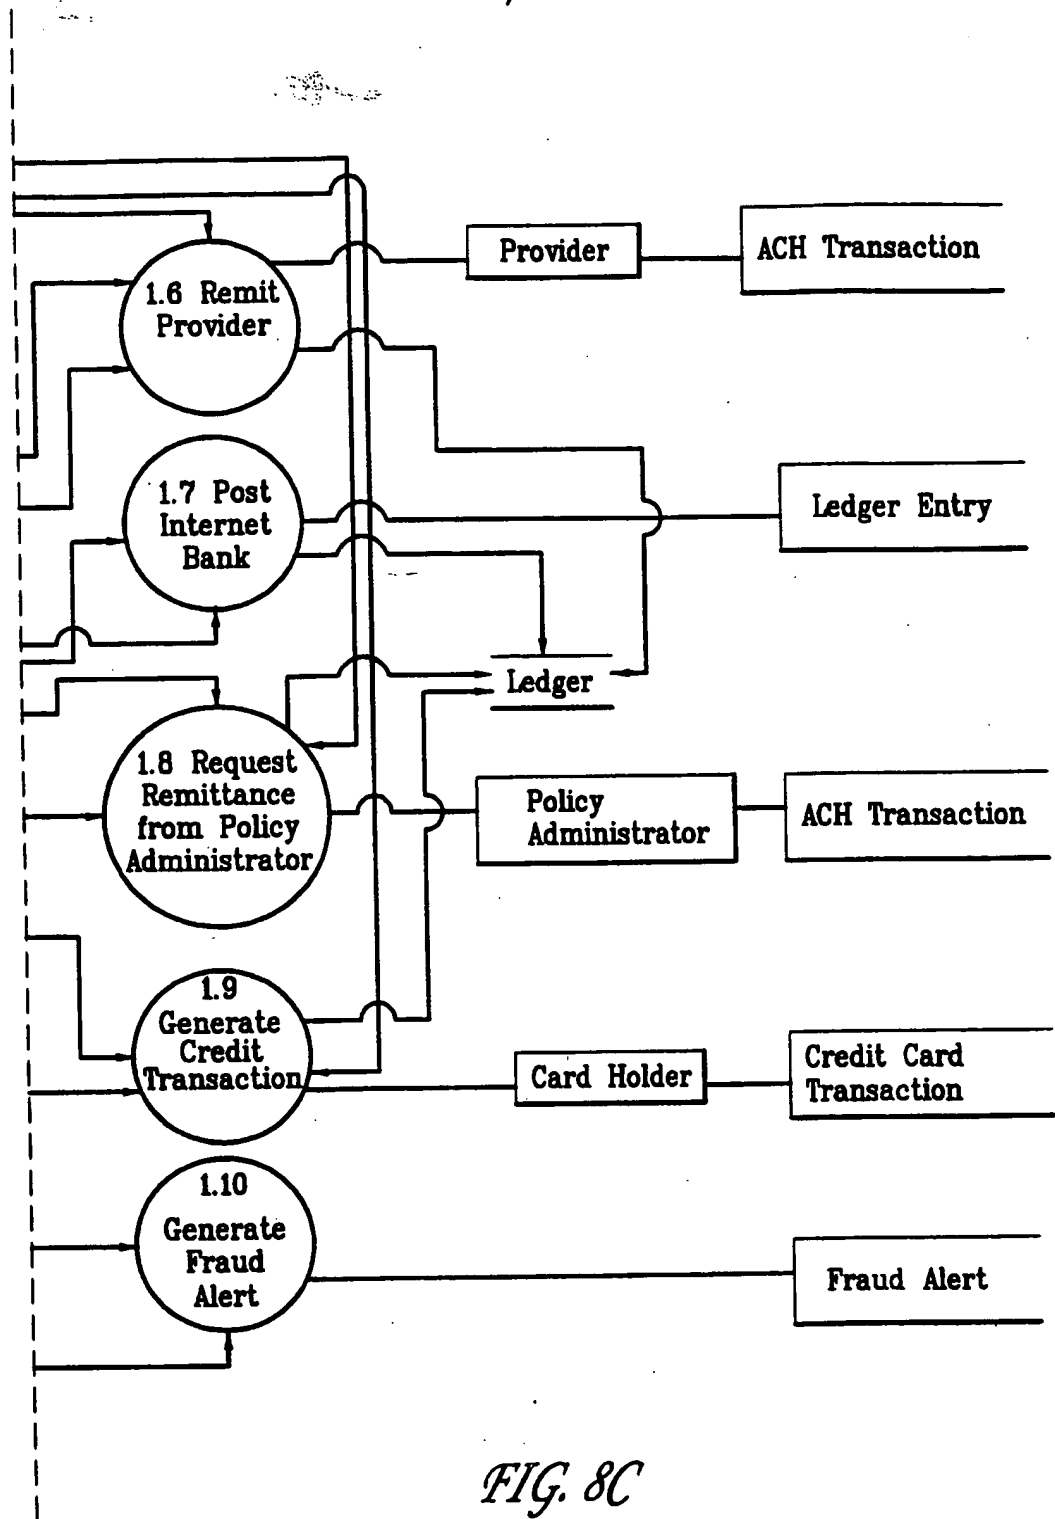 1.6 Remit
Provider
Provider
ACH Transaction
1.7 Post
Internet
Bank
Ledger Entry
Ledger
1.8 Request
Remittance
from Policy
Administrator
Policy
Administrator
ACH Transaction
1.9
Generate
Credit
Transaction
Card Holder
Credit Card
Transaction
1.10
Generate
Fraud
Alert
Fraud Alert
FIG. 8C